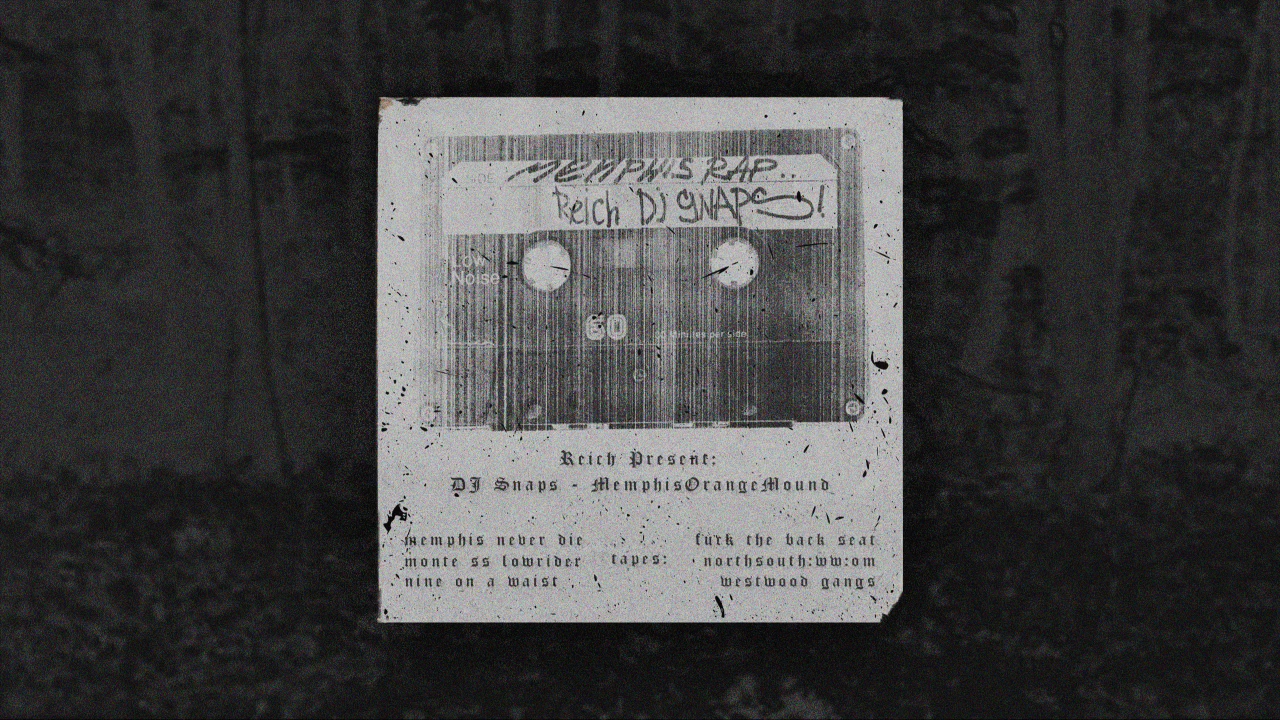 MEMPHIS RAP..
Reich DJ SNAPS!
Low
Noise
60
Minutes per side
Reich Present:
DJ Snaps - MemphisOrangeMound
memphis never die
monte ss lowrider
nine on a waist
tapes:
furk the back seat
northsouth:ww:om
westwood gangs